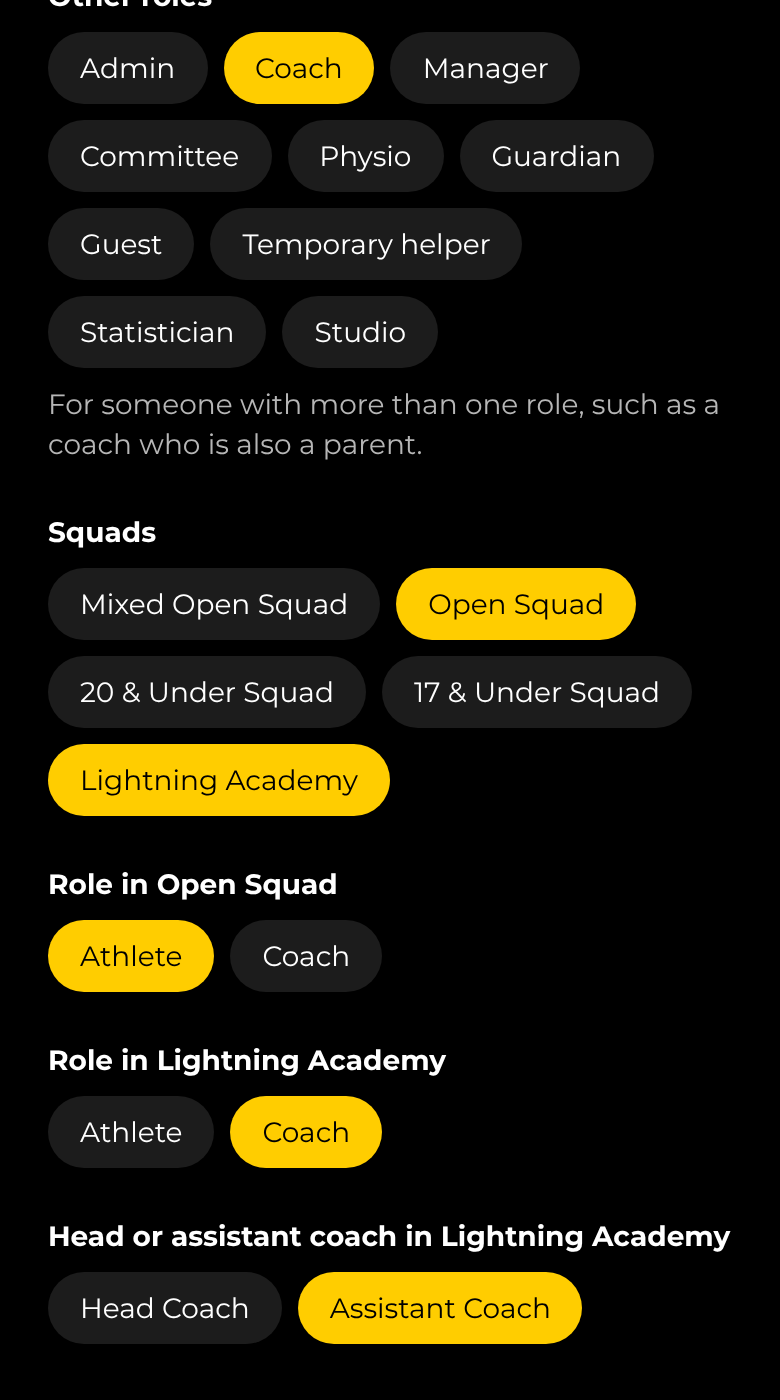 Other roles
Admin Coach Manager
Committee Physio Guardian
Guest Temporary helper
Statistician Studio
For someone with more than one role, such as a
coach who is also a parent.
Squads
Mixed Open Squad Open Squad
20 & Under Squad 17 & Under Squad
Lightning Academy
Role in Open Squad
Athlete Coach
Role in Lightning Academy
Athlete Coach
Head or assistant coach in Lightning Academy
Head Coach Assistant Coach